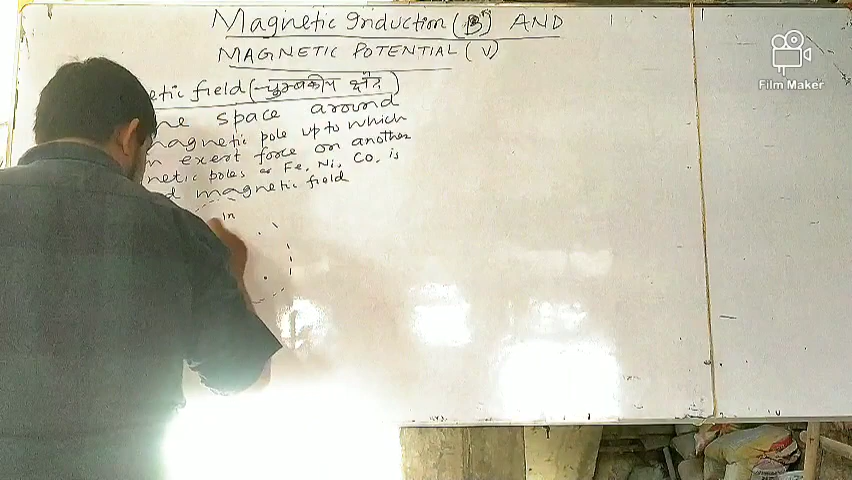 Magnetic Induction (B) AND
MAGNETIC POTENTIAL (V)
etic field (चुम्बकीय क्षेत्र)
space around
magnetic pole up to which
exert force on another
netic poles or Fe, Ni, Co, is
magnetic field
in
Film Maker